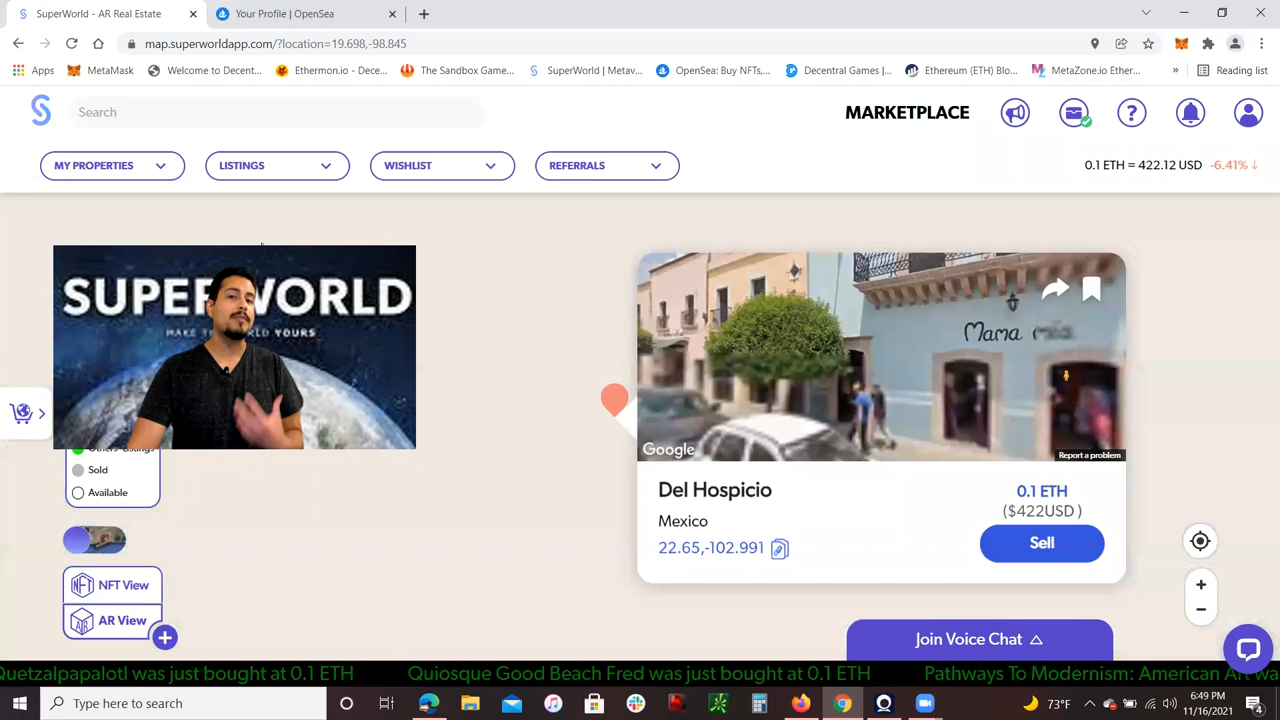 SuperWorld - AR Real Estate
Your Profile | OpenSea
map.superworldapp.com/?location=19.698,-98.845
Apps
MetaMask
Welcome to Decent...
Ethermon.io - Dece...
The Sandbox Game...
SuperWorld | Metav...
OpenSea: Buy NFTs,...
Decentral Games |...
Ethereum (ETH) Blo...
MetaZone.io Ether...
»
Reading list
Search
MARKETPLACE
MY PROPERTIES
LISTINGS
WISHLIST
REFERRALS
0.1 ETH = 422.12 USD -6.41% ↓
Mama
Google
Report a problem
Sold
Available
Del Hospicio
Mexico
22.65,-102.991
0.1 ETH
($422USD )
Sell
NFT View
AR View
Join Voice Chat
Quetzalpapalotl was just bought at 0.1 ETH
Quiosque Good Beach Fred was just bought at 0.1 ETH
Pathways To Modernism: American Art wa
Type here to search
73°F
6:49 PM
11/16/2021